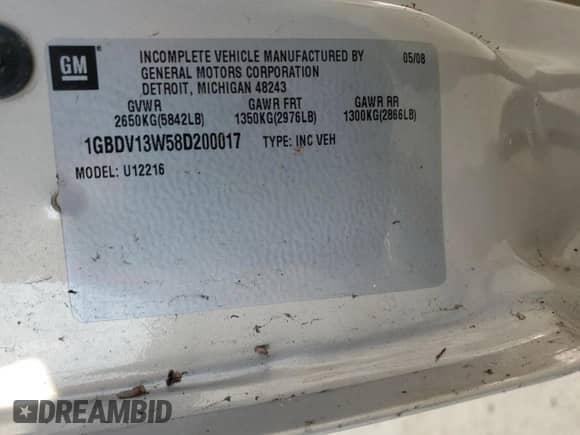 GM
INCOMPLETE VEHICLE MANUFACTURED BY 05/08
GENERAL MOTORS CORPORATION
DETROIT, MICHIGAN 48243
GVWR GAWR FRT GAWR RR
2650KG(5842LB) 1350KG(2976LB) 1300KG(2866LB)
1GBDV13W58D200017 TYPE: INC VEH
MODEL: U12216
DREAMBID